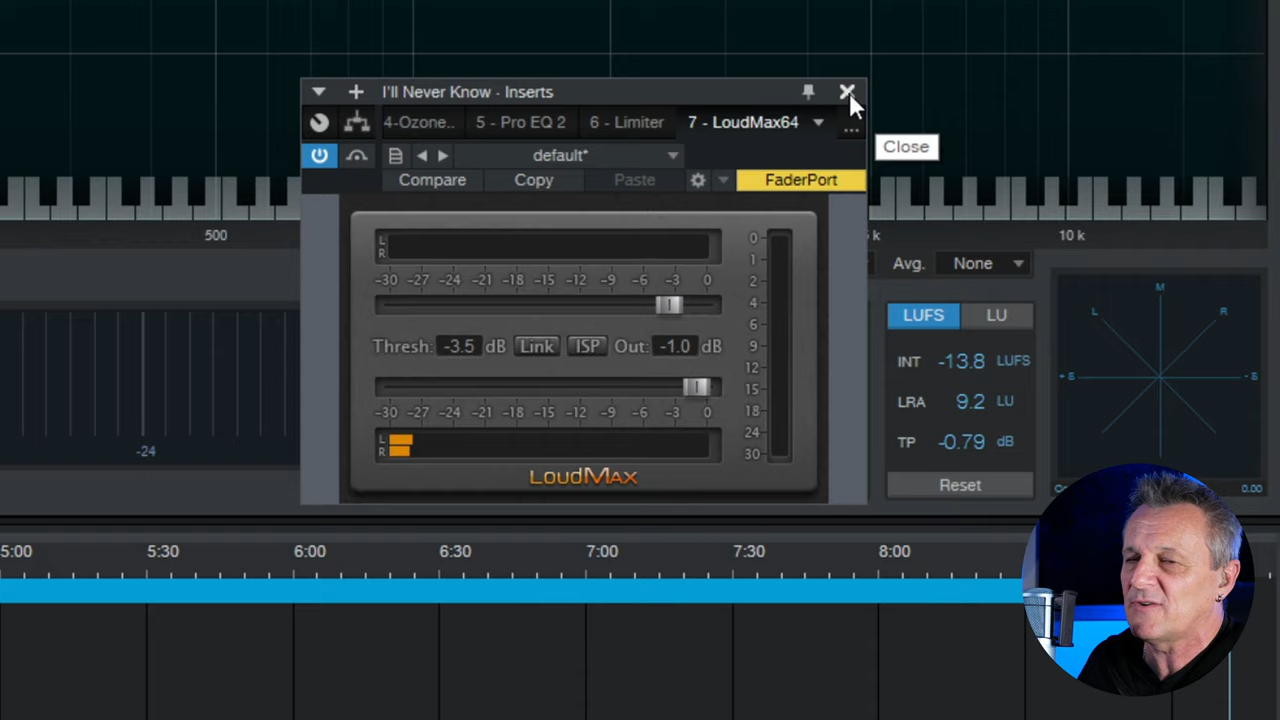 I'll Never Know - Inserts
4-Ozone.. 5 - Pro EQ 2 6 - Limiter 7 - LoudMax64
...
Close
default*
Compare Copy Paste FaderPort
500
k
10 k
L
R
0
1
2
4
6
9
12
15
18
24
30
-30 -27 -24 -21 -18 -15 -12 -9 -6 -3 0
Thresh: -3.5 dB Link ISP Out: -1.0 dB
-30 -27 -24 -21 -18 -15 -12 -9 -6 -3 0
L
R
LOUDMAX
Avg. None
LUFS LU
INT -13.8 LUFS
LRA 9.2 LU
TP -0.79 dB
Reset
M
L R
+S -S
0.00
-24
5:00 5:30 6:00 6:30 7:00 7:30 8:00